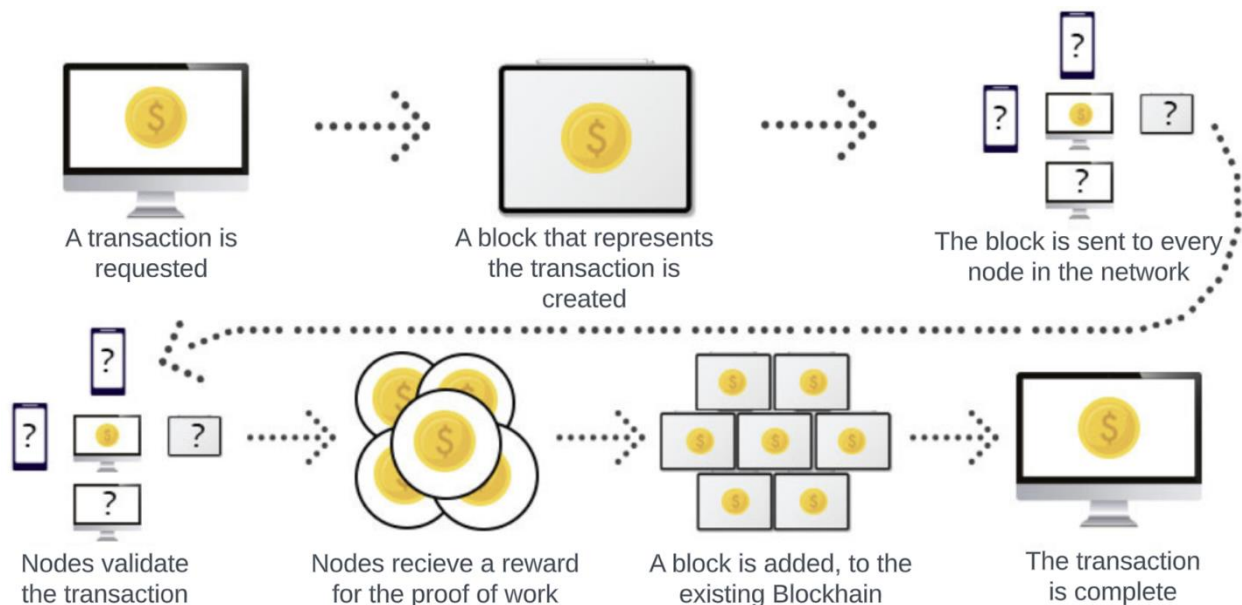 $
$
?
?
$
?
?
A transaction is
requested
A block that represents
the transaction is
created
The block is sent to every
node in the network
?
?
$
?
?
$
$
$
$
$
$
$
$
$
$
$
$
$
Nodes validate
the transaction
Nodes recieve a reward
for the proof of work
A block is added, to the
existing Blockhain
The transaction
is complete